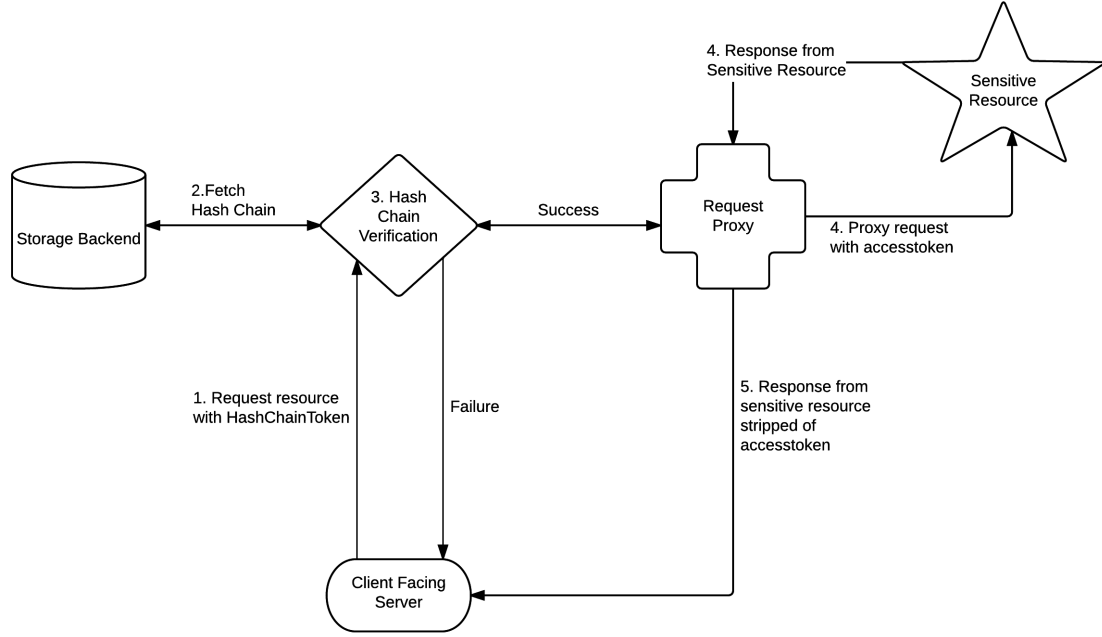 4. Response from
Sensitive Resource
Sensitive
Resource
2.Fetch
Hash Chain
3. Hash
Chain
Verification
Success
Request
Proxy
Storage Backend
4. Proxy request
with accesstoken
1. Request resource
with HashChainToken
Failure
5. Response from
sensitive resource
stripped of
accesstoken
Client Facing
Server